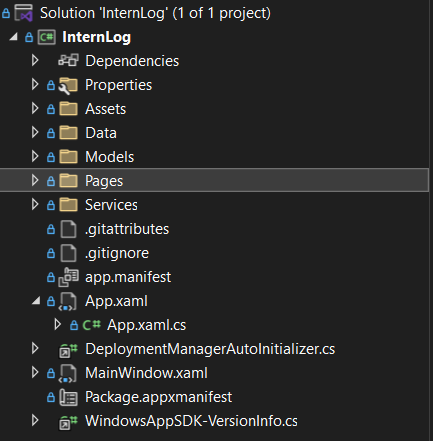 Solution 'InternLog' (1 of 1 project)
C# InternLog
Dependencies
Properties
Assets
Data
Models
Pages
Services
.gitattributes
.gitignore
app.manifest
App.xaml
C# App.xaml.cs
DeploymentManagerAutoInitializer.cs
MainWindow.xaml
Package.appxmanifest
WindowsAppSDK-VersionInfo.cs